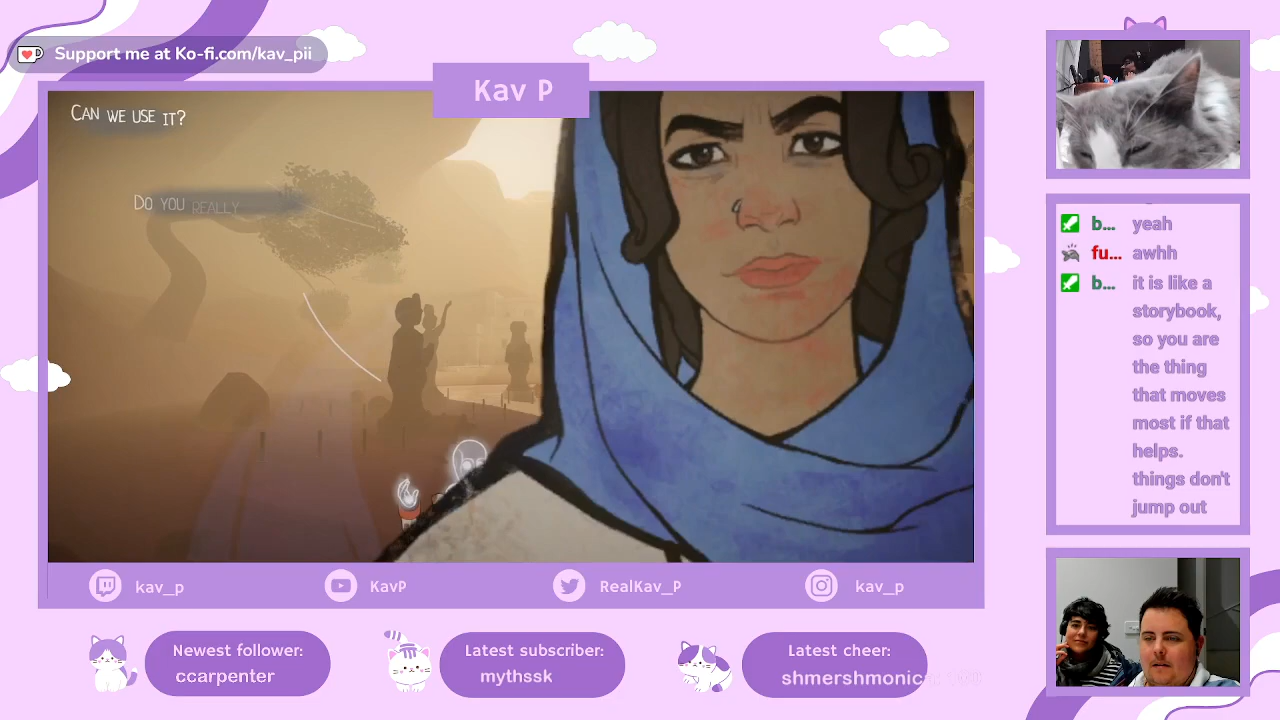 Support me at Ko-fi.com/kav_pii
Kav P
CAN WE USE IT?
DO YOU REALLY
b... yeah
fu... awhh
b... it is like a
storybook,
so you are
the thing
that moves
most if that
helps.
things don't
jump out
kav_p
KavP
RealKav_P
kav_p
Newest follower:
ccarpenter
Latest subscriber:
mythssk
Latest cheer:
shmershmonica: